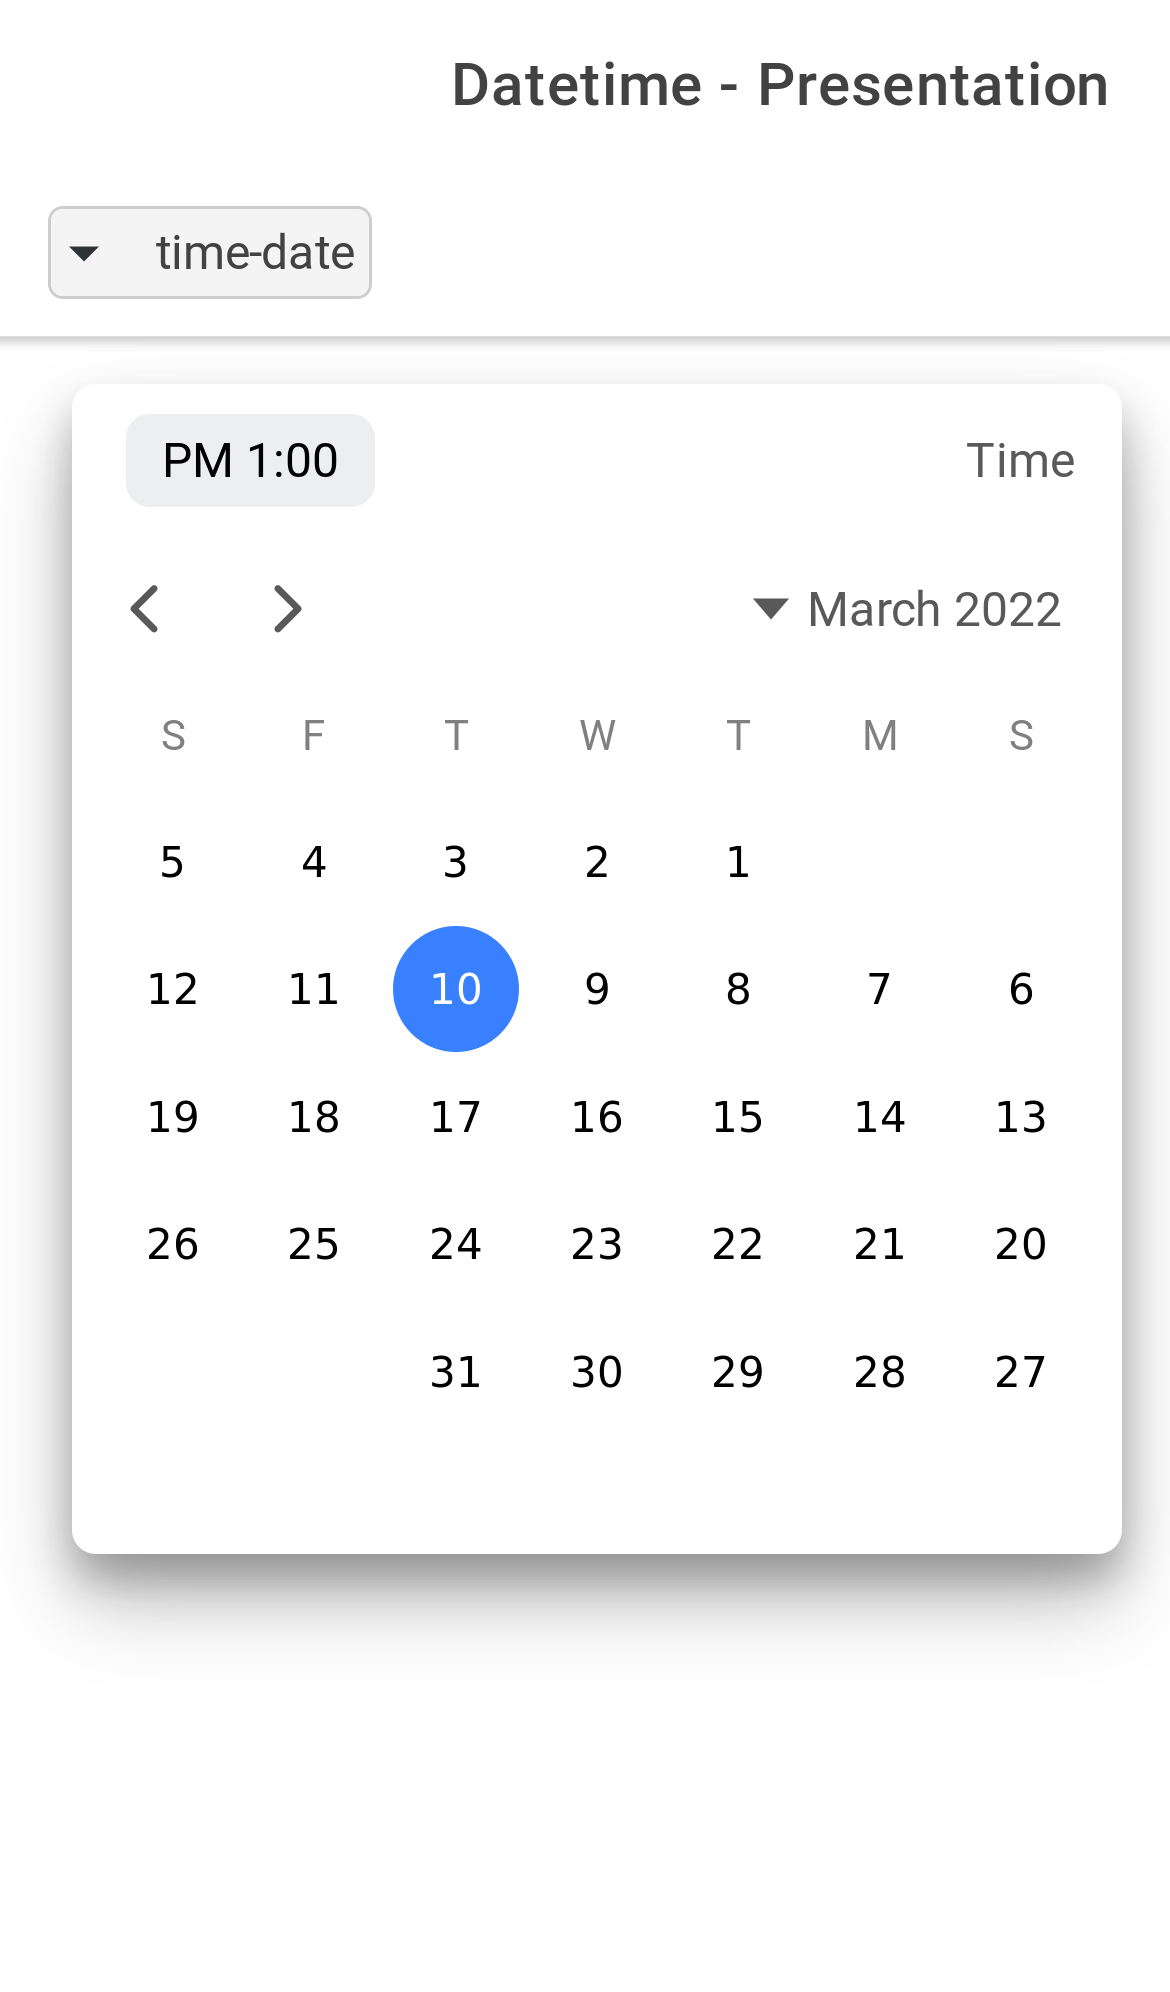 Datetime - Presentation
time-date
PM 1:00 Time
March 2022
S F T W T M S
5 4 3 2 1
12 11 10 9 8 7 6
19 18 17 16 15 14 13
26 25 24 23 22 21 20
31 30 29 28 27